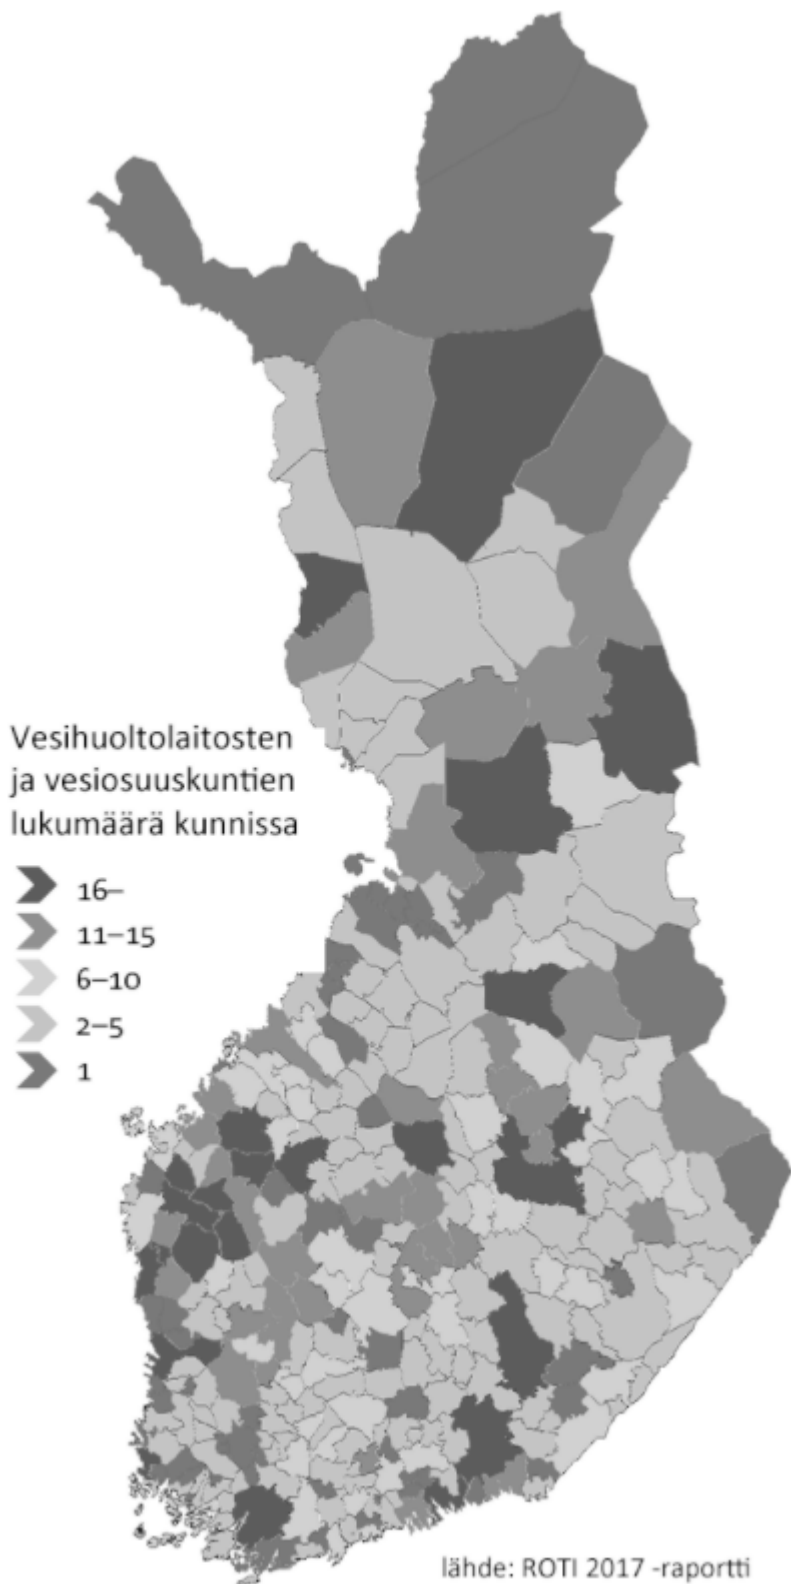 Vesihuoltolaitosten
ja vesiosuuskuntien
lukumäärä kunnissa
16–
11–15
6–10
2–5
1
lähde: ROTI 2017 -raportti